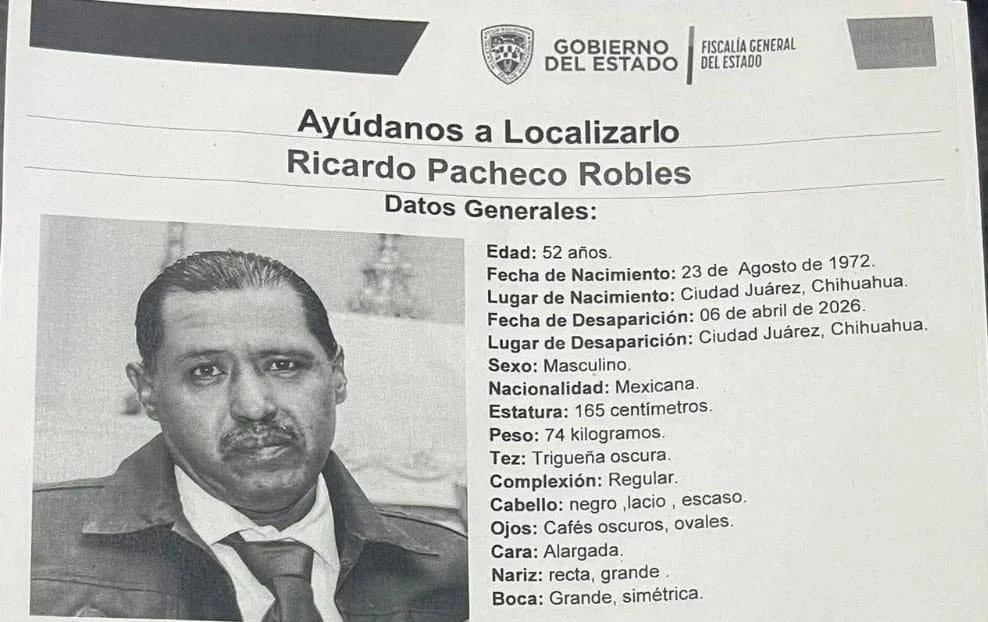 GOBIERNO
DEL ESTADO
FISCALÍA GENERAL
DEL ESTADO
Ayúdanos a Localizarlo
Ricardo Pacheco Robles
Datos Generales:
Edad: 52 años.
Fecha de Nacimiento: 23 de Agosto de 1972.
Lugar de Nacimiento: Ciudad Juárez, Chihuahua.
Fecha de Desaparición: 06 de abril de 2026.
Lugar de Desaparición: Ciudad Juárez, Chihuahua.
Sexo: Masculino.
Nacionalidad: Mexicana.
Estatura: 165 centímetros.
Peso: 74 kilogramos.
Tez: Trigueña oscura.
Complexión: Regular.
Cabello: negro ,lacio , escaso.
Ojos: Cafés oscuros, ovales.
Cara: Alargada.
Nariz: recta, grande .
Boca: Grande, simétrica.